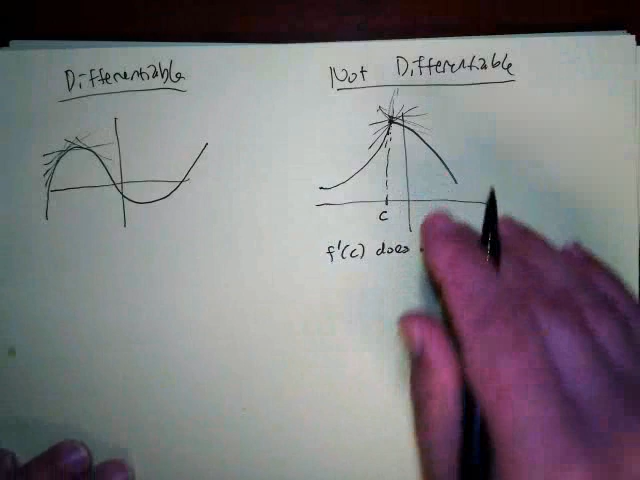 Differentiable
Not Differentiable
c
f'(c) does